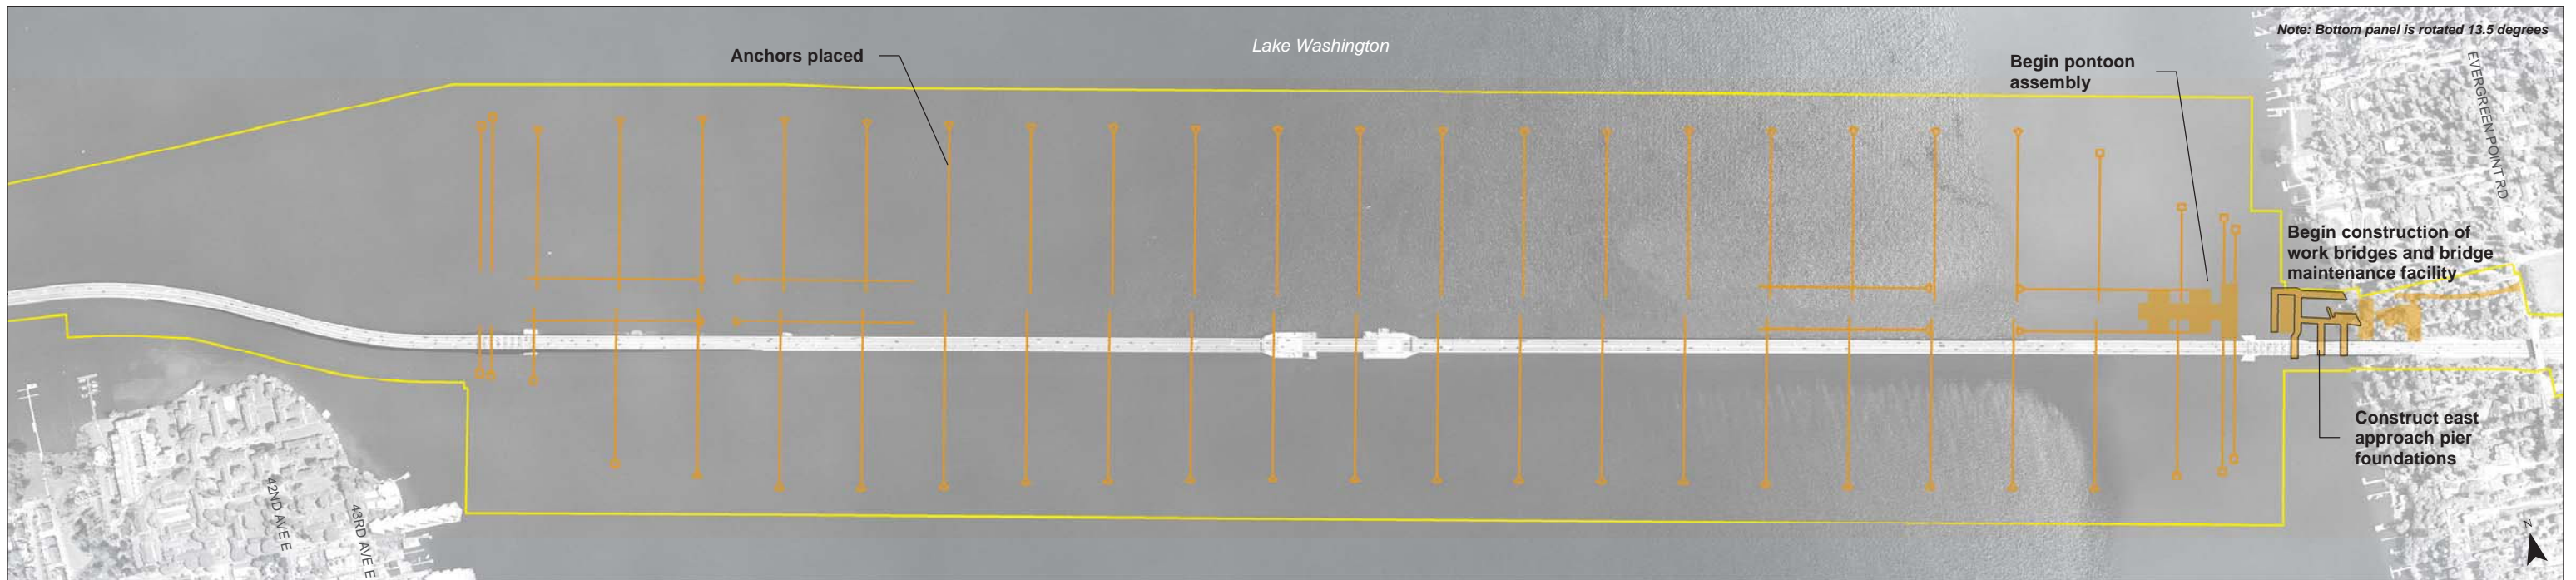 Note: Bottom panel is rotated 13.5 degrees
Lake Washington
Anchors placed
Begin pontoon
assembly
EVERGREEN POINT RD
Begin construction of
work bridges and bridge
maintenance facility
Construct east
approach pier
foundations
42ND AVE E
43RD AVE E
N